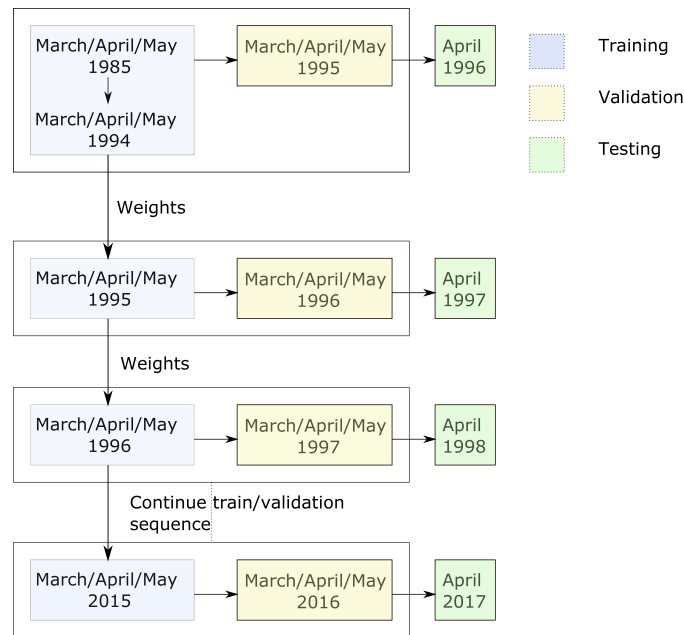 March/April/May
1985
March/April/May
1994
March/April/May
1995
April
1996
Training
Validation
Testing
Weights
March/April/May
1995
March/April/May
1996
April
1997
Weights
March/April/May
1996
March/April/May
1997
April
1998
Continue train/validation
sequence
March/April/May
2015
March/April/May
2016
April
2017